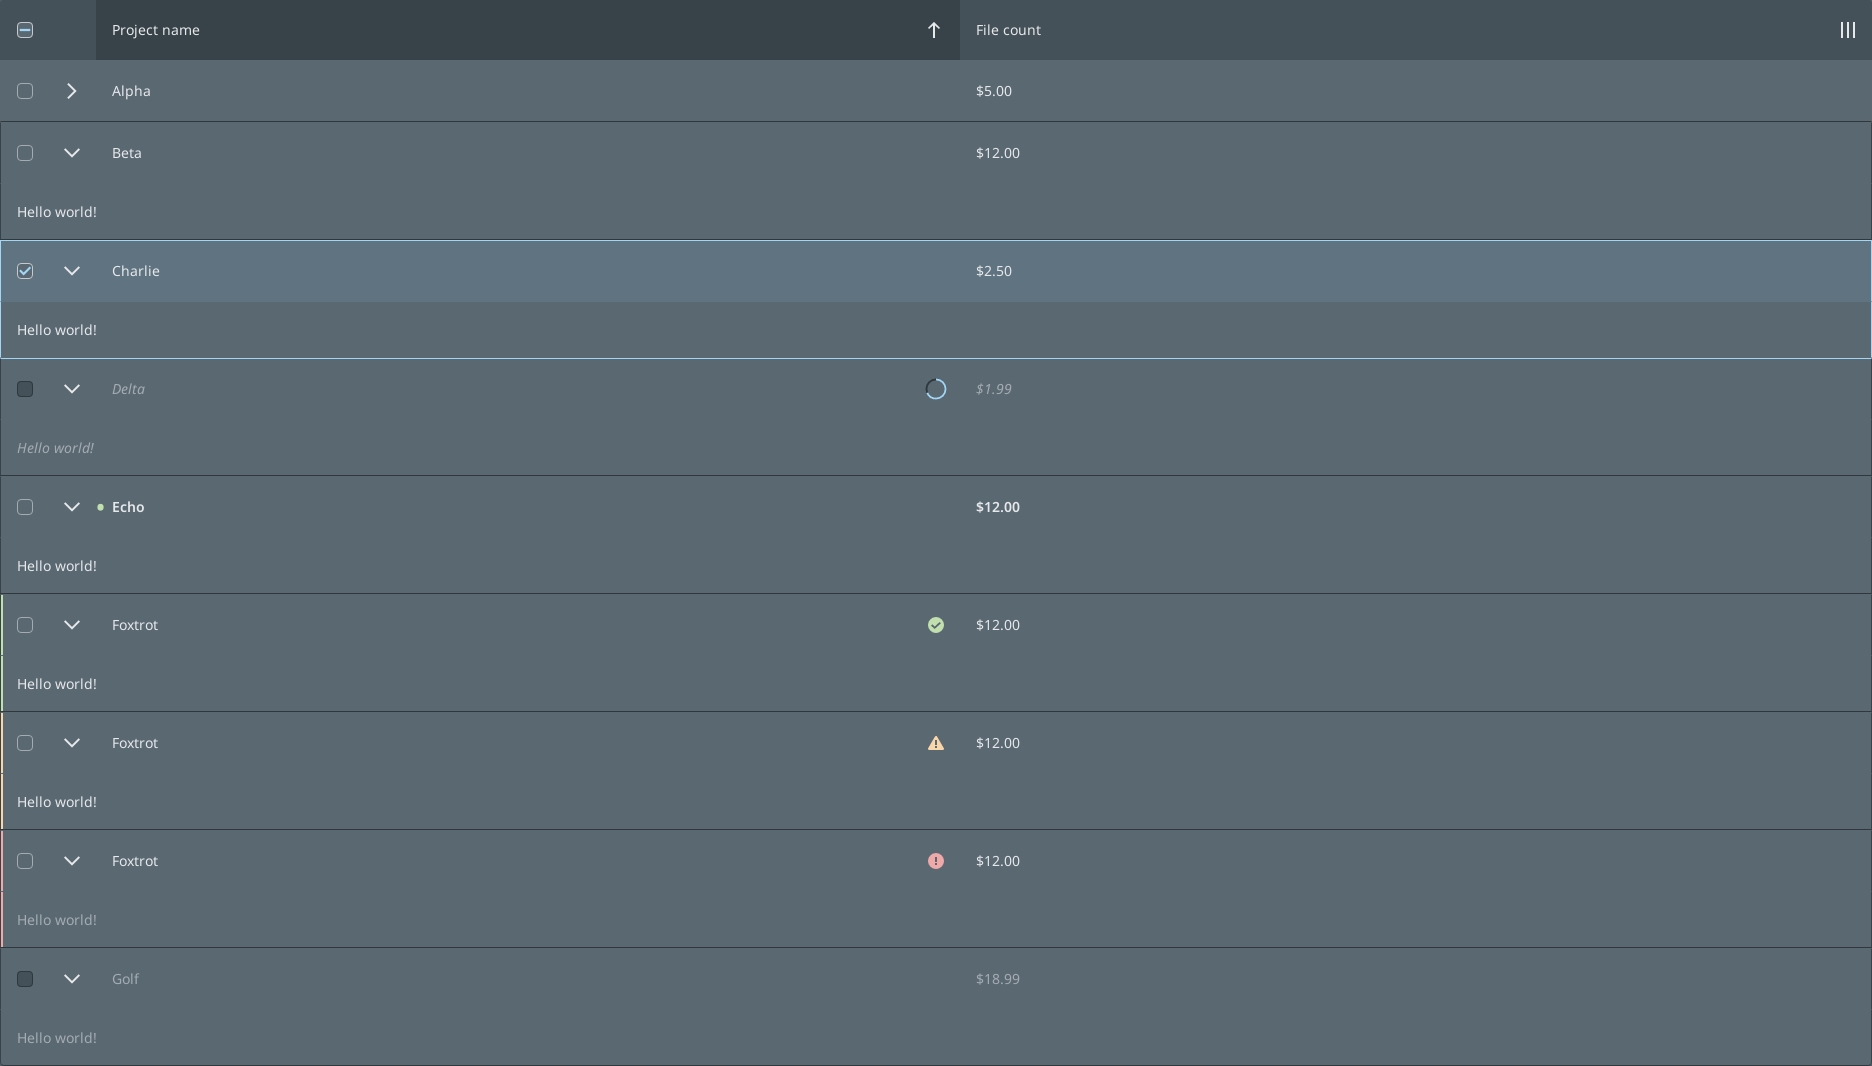 Project name File count
Alpha $5.00
Beta $12.00
Hello world!
Charlie $2.50
Hello world!
Delta $1.99
Hello world!
Echo $12.00
Hello world!
Foxtrot $12.00
Hello world!
Foxtrot $12.00
Hello world!
Foxtrot $12.00
Hello world!
Golf $18.99
Hello world!